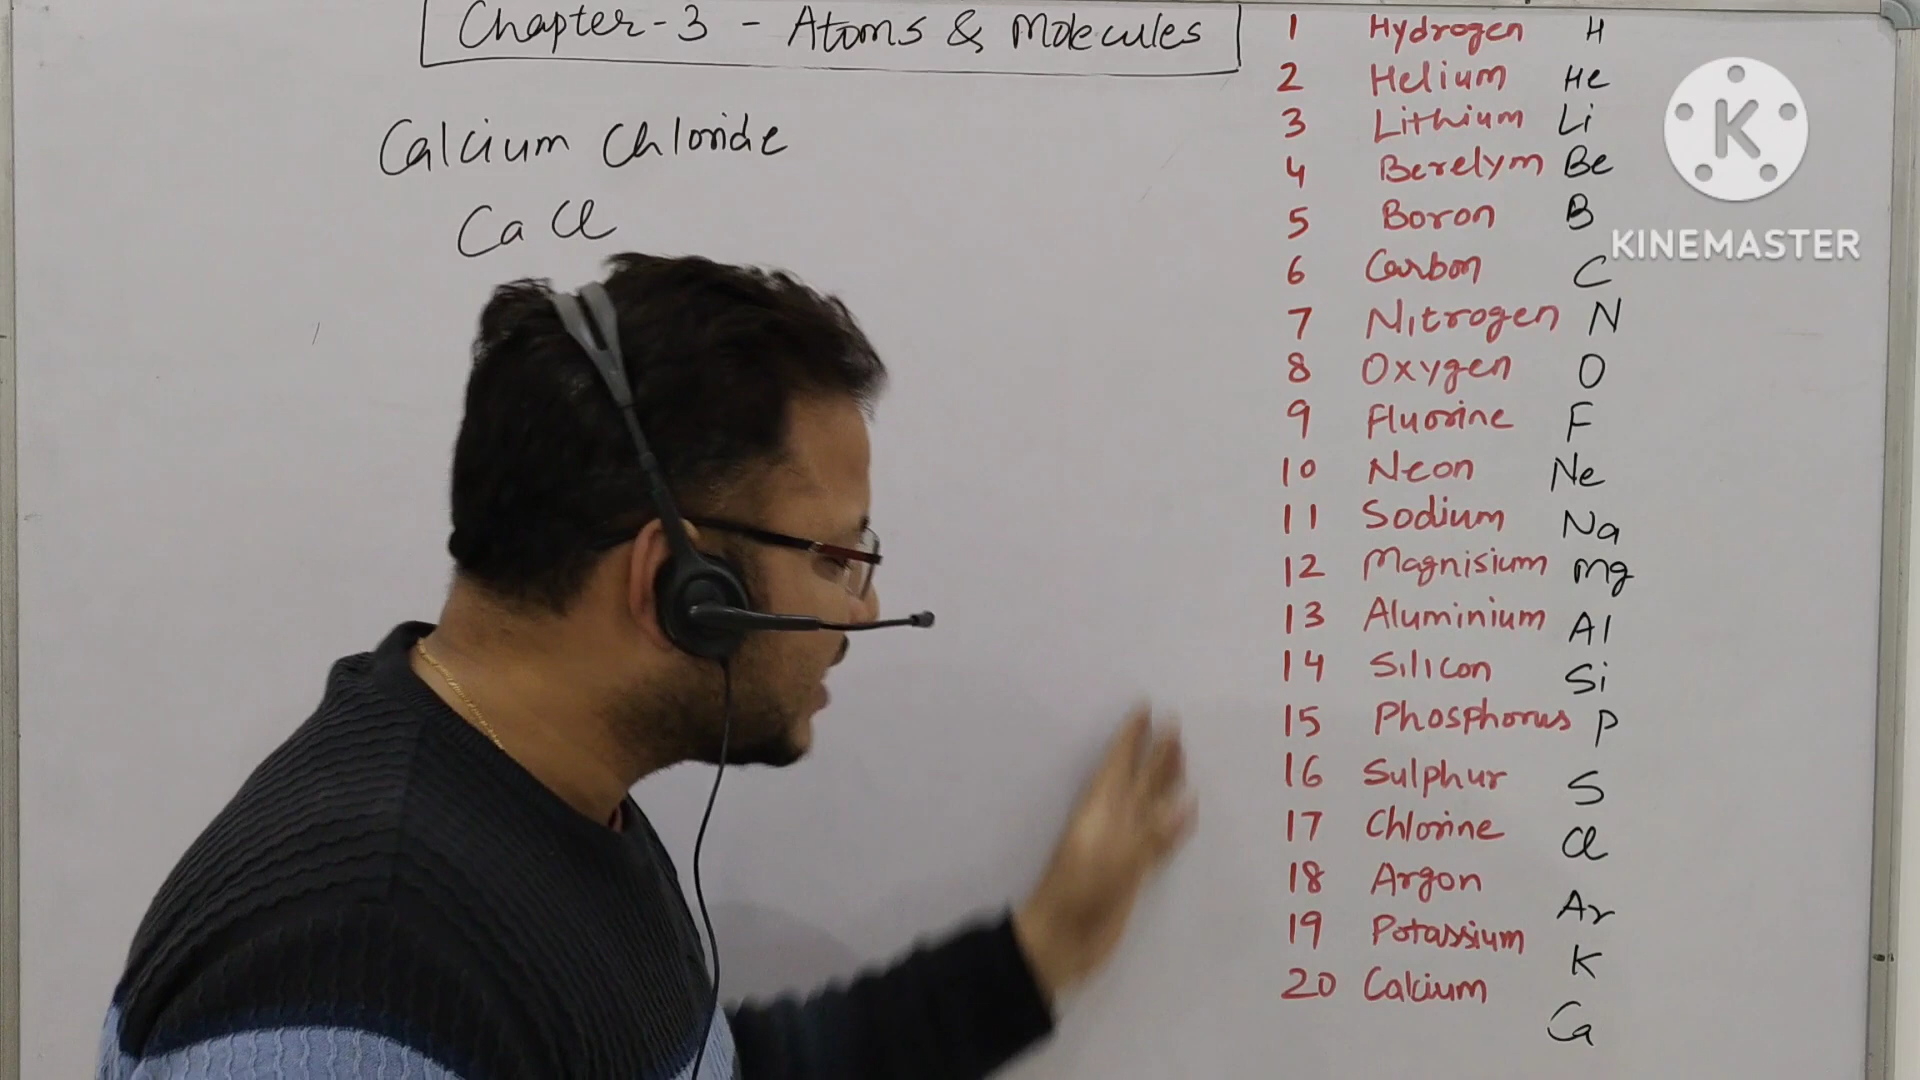 Chapter-3 - Atoms & Molecules
Calcium Chloride
Ca Cl
1 Hydrogen H
2 Helium He
3 Lithium Li
4 Berelym Be
5 Boron B
6 Carbon C
7 Nitrogen N
8 Oxygen O
9 Fluorine F
10 Neon Ne
11 Sodium Na
12 Magnisium Mg
13 Aluminium Al
14 Silicon Si
15 Phosphorus P
16 Sulphur S
17 Chlorine Cl
18 Argon Ar
19 Potassium K
20 Calcium Ca
K
KINEMASTER